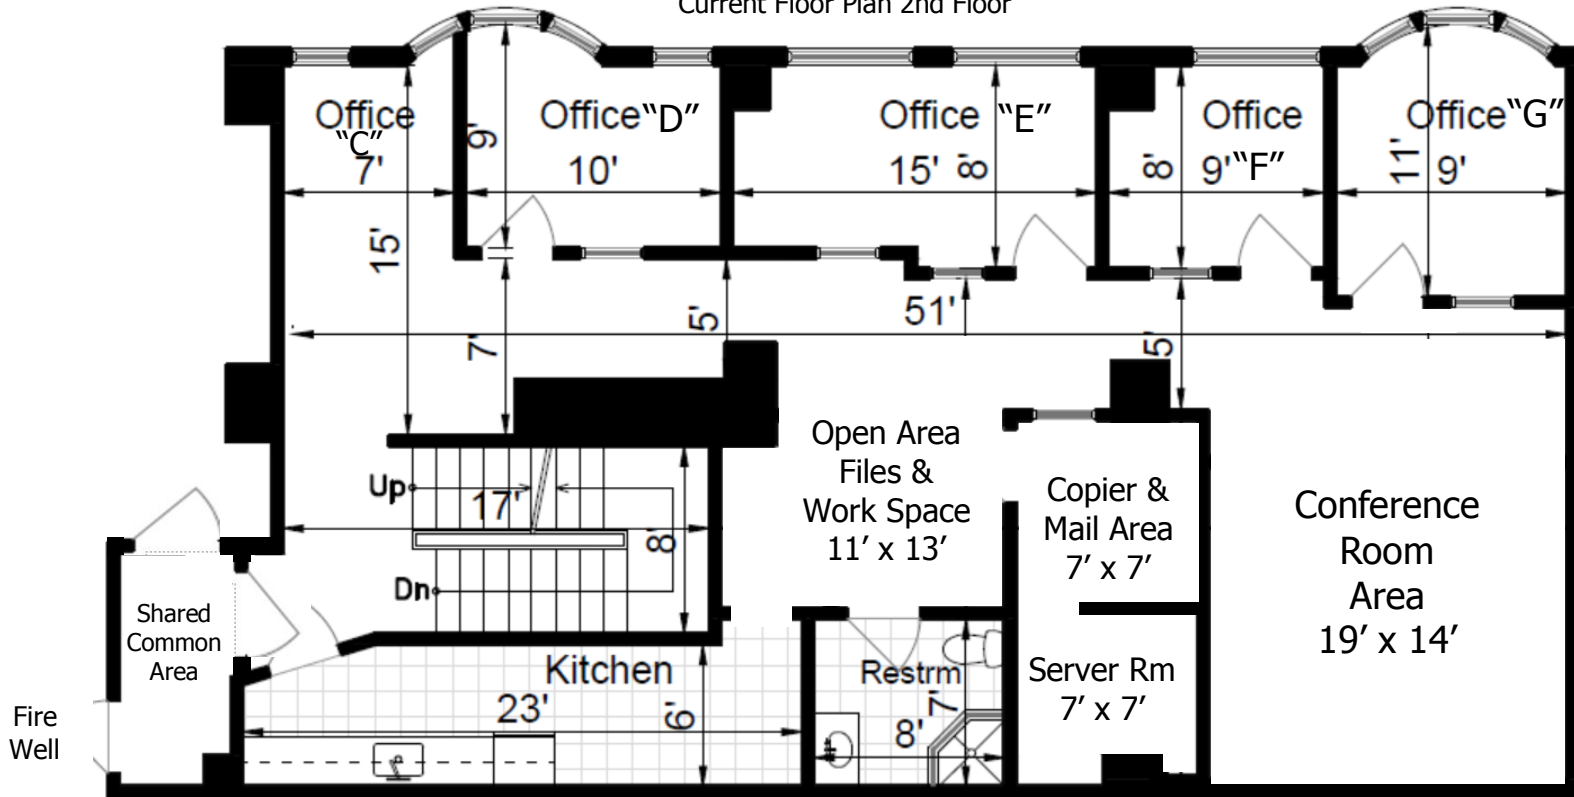 Current Floor Plan 2nd Floor
Office
"C"
7'
15'
Office"D"
9'
10'
7'
Office "E"
15'
8'
Office
"F"
9'
8'
Office"G"
11'
9'
51'
5'
5'
Up
17'
8'
Dn
Open Area
Files &
Work Space
11' x 13'
Copier &
Mail Area
7' x 7'
Conference
Room
Area
19' x 14'
Shared
Common
Area
Kitchen
23'
6'
Restrm
7'
8'
Server Rm
7' x 7'
Fire
Well